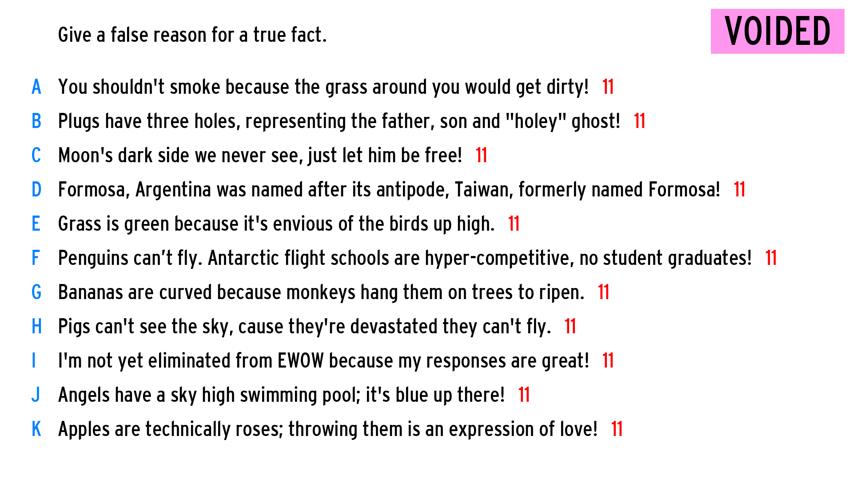 Give a false reason for a true fact.
VOIDED
A You shouldn't smoke because the grass around you would get dirty! 11
B Plugs have three holes, representing the father, son and "holey" ghost! 11
C Moon's dark side we never see, just let him be free! 11
D Formosa, Argentina was named after its antipode, Taiwan, formerly named Formosa! 11
E Grass is green because it's envious of the birds up high. 11
F Penguins can’t fly. Antarctic flight schools are hyper-competitive, no student graduates! 11
G Bananas are curved because monkeys hang them on trees to ripen. 11
H Pigs can't see the sky, cause they're devastated they can't fly. 11
I I'm not yet eliminated from EWOW because my responses are great! 11
J Angels have a sky high swimming pool; it's blue up there! 11
K Apples are technically roses; throwing them is an expression of love! 11